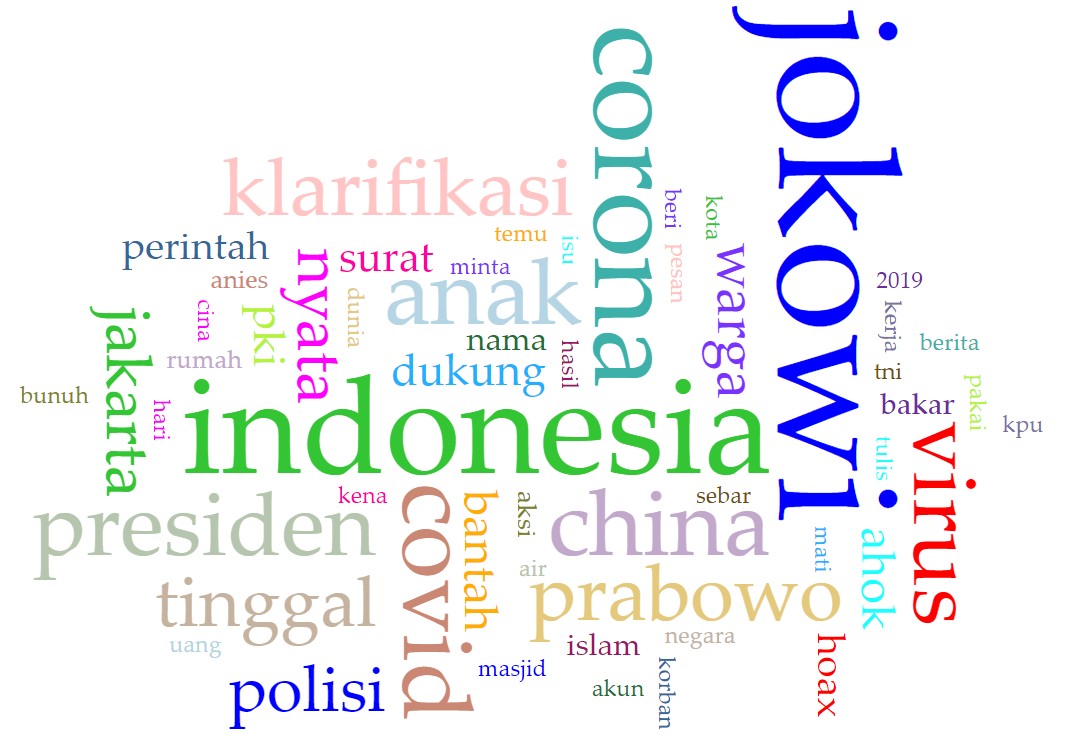 jokowi
corona
klarifikasi
beri
kota
perintah
nyata
surat
temu
isu
pesan
warga
anies
minta
anak
2019
cina
pki
dunia
nama
hasil
kerja
berita
jakarta
rumah
dukung
tni
bunuh
hari
indonesia
bakar
pakai
kpu
tulis
virus
presiden
kena
covid
bantah
aksi
china
sebar
mati
ahok
tinggal
air
prabowo
uang
polisi
masjid
islam
negara
akun
korban
hoax